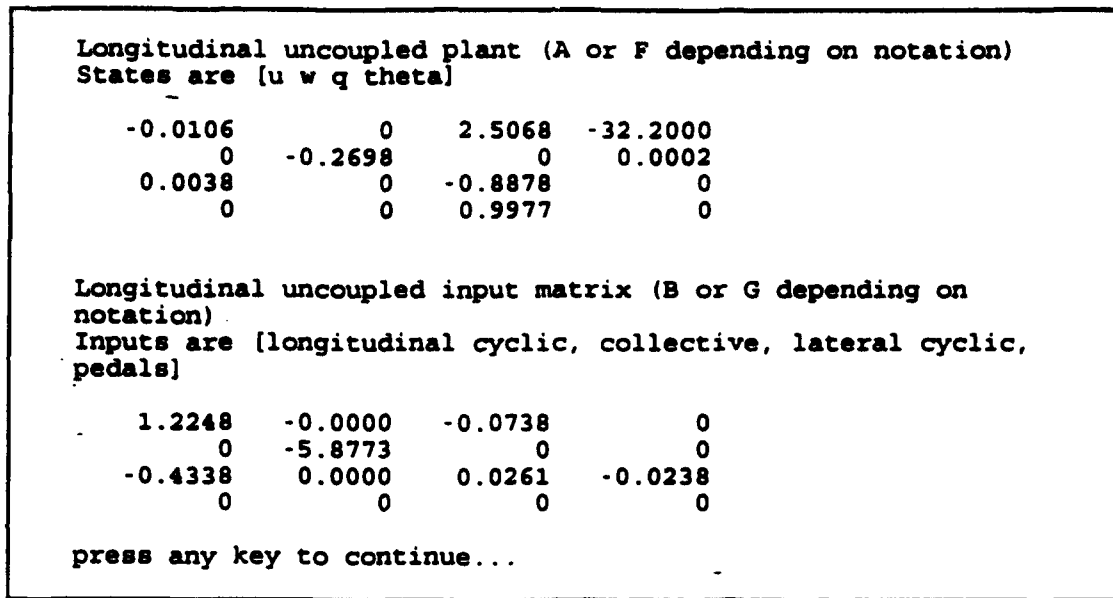 Longitudinal uncoupled plant (A or F depending on notation)
States are [u w q theta]
-0.0106 0 2.5068 -32.2000
0 -0.2698 0 0.0002
0.0038 0 -0.8878 0
0 0 0.9977 0
Longitudinal uncoupled input matrix (B or G depending on
notation)
Inputs are [longitudinal cyclic, collective, lateral cyclic,
pedals]
1.2248 -0.0000 -0.0738 0
0 -5.8773 0 0
-0.4338 0.0000 0.0261 -0.0238
0 0 0 0
press any key to continue...